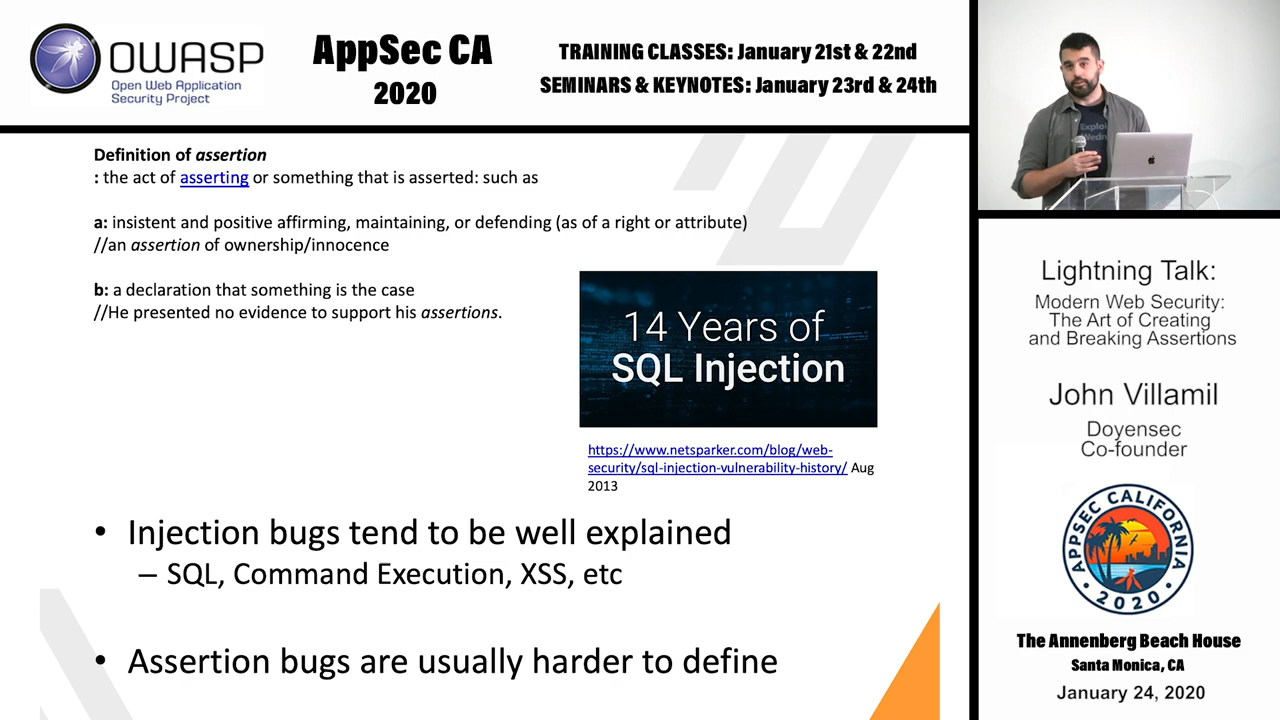 OWASP
Open Web Application
Security Project
AppSec CA
2020
TRAINING CLASSES: January 21st & 22nd
SEMINARS & KEYNOTES: January 23rd & 24th
Definition of assertion
: the act of asserting or something that is asserted: such as
a: insistent and positive affirming, maintaining, or defending (as of a right or attribute)
//an assertion of ownership/innocence
b: a declaration that something is the case
//He presented no evidence to support his assertions.
14 Years of
SQL Injection
https://www.netsparker.com/blog/web-
security/sql-injection-vulnerability-history/ Aug
2013
• Injection bugs tend to be well explained
– SQL, Command Execution, XSS, etc
• Assertion bugs are usually harder to define
Lightning Talk:
Modern Web Security:
The Art of Creating
and Breaking Assertions
John Villamil
Doyensec
Co-founder
APPSEC CALIFORNIA
• 2020 •
The Annenberg Beach House
Santa Monica, CA
January 24, 2020